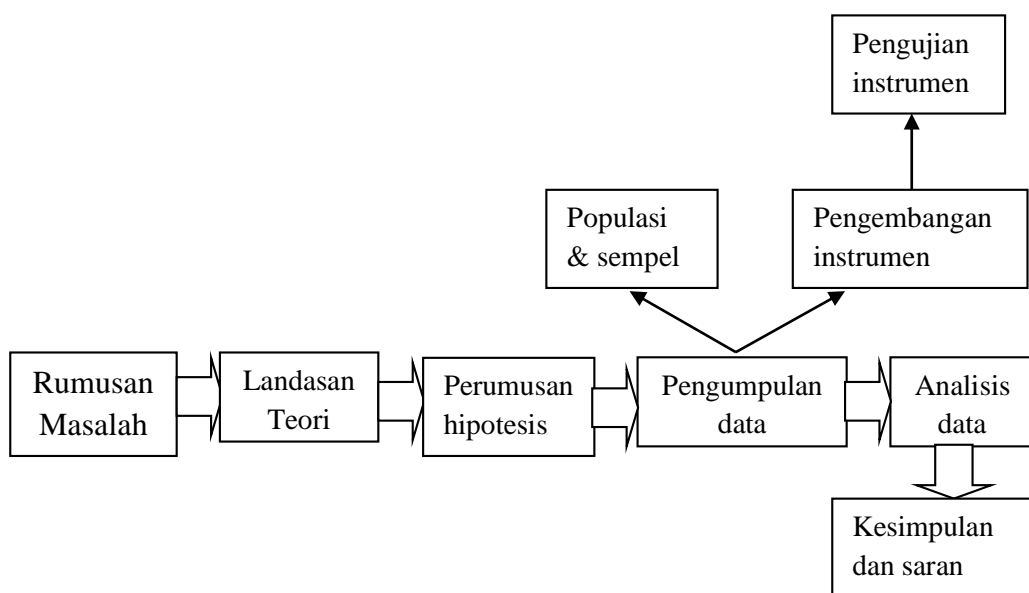 Pengujian
instrumen
Populasi
& sempel
Pengembangan
instrumen
Rumusan
Masalah
Landasan
Teori
Perumusan
hipotesis
Pengumpulan
data
Analisis
data
Kesimpulan
dan saran